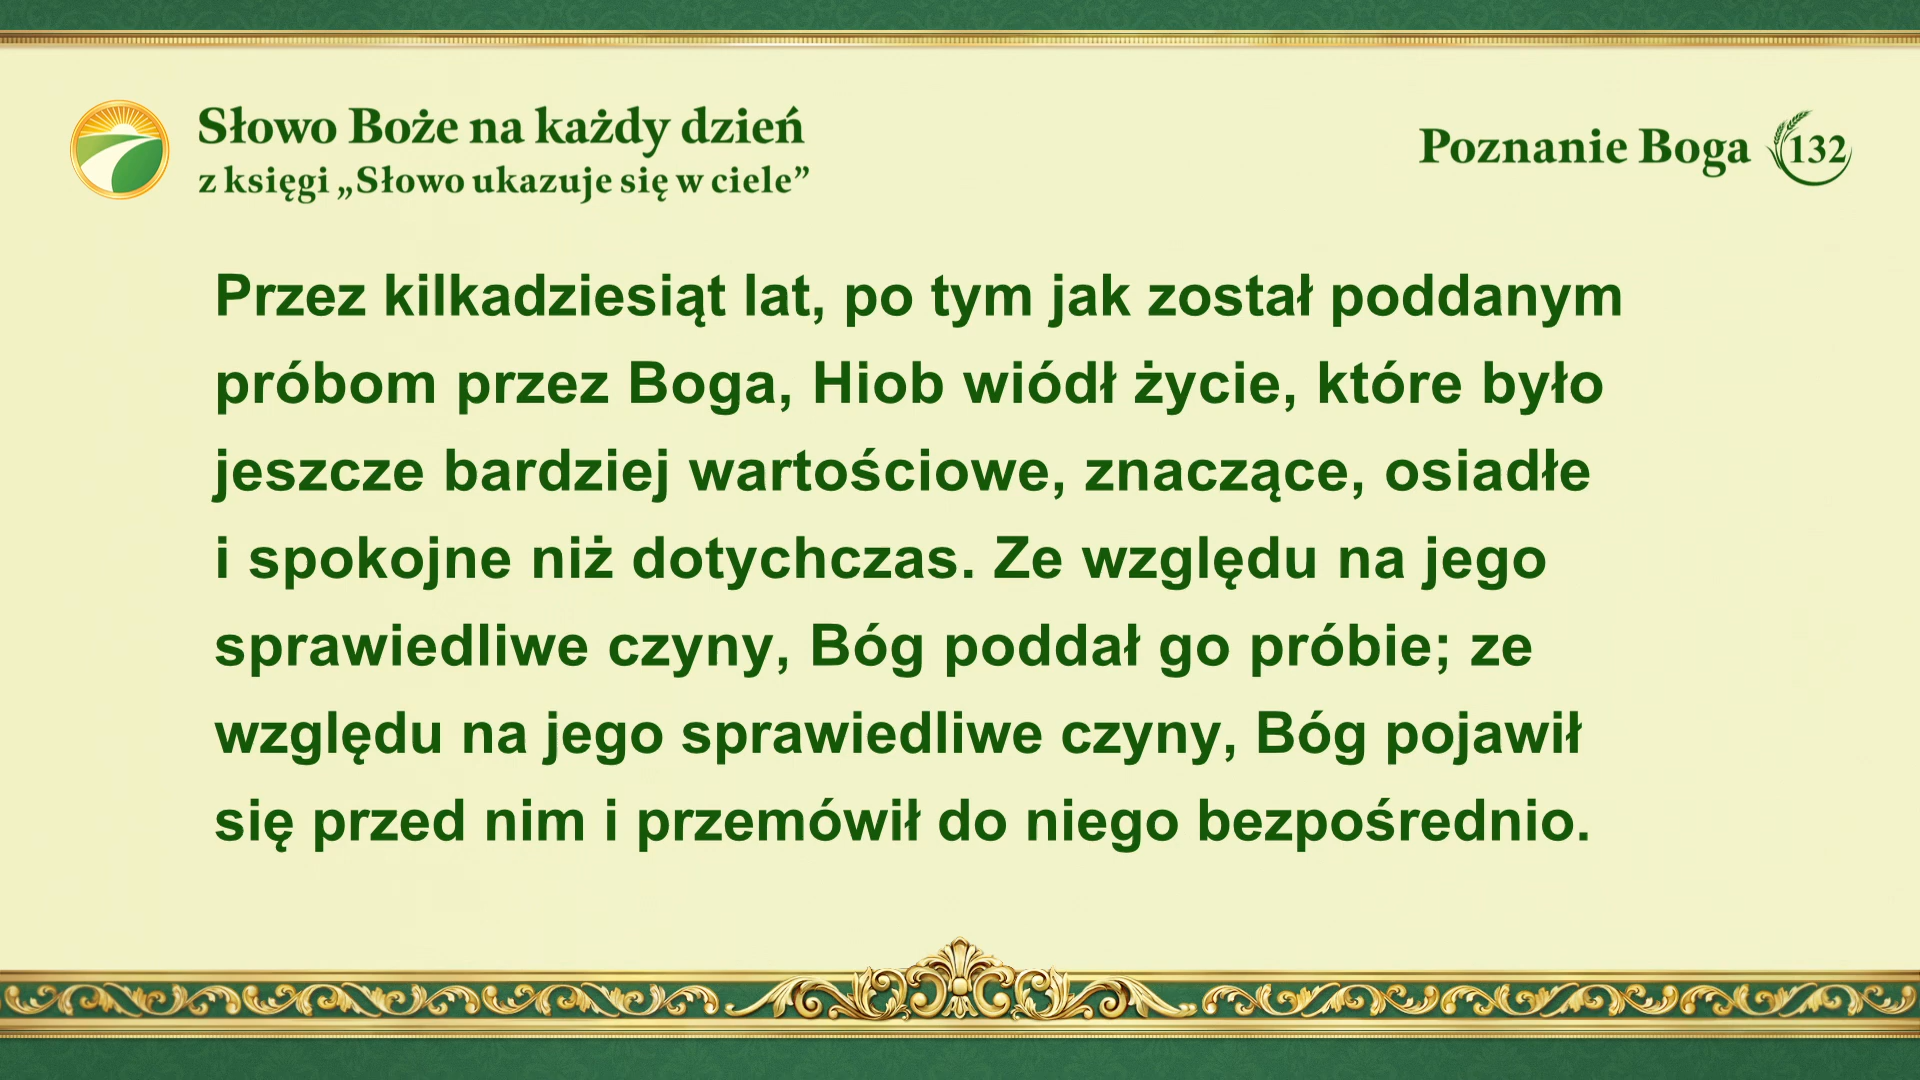 Słowo Boże na każdy dzień
z księgi „Słowo ukazuje się w ciele”
Poznanie Boga 132
Przez kilkadziesiąt lat, po tym jak został poddanym
próbom przez Boga, Hiob wiódł życie, które było
jeszcze bardziej wartościowe, znaczące, osiadłe
i spokojne niż dotychczas. Ze względu na jego
sprawiedliwe czyny, Bóg poddał go próbie; ze
względu na jego sprawiedliwe czyny, Bóg pojawił
się przed nim i przemówił do niego bezpośrednio.